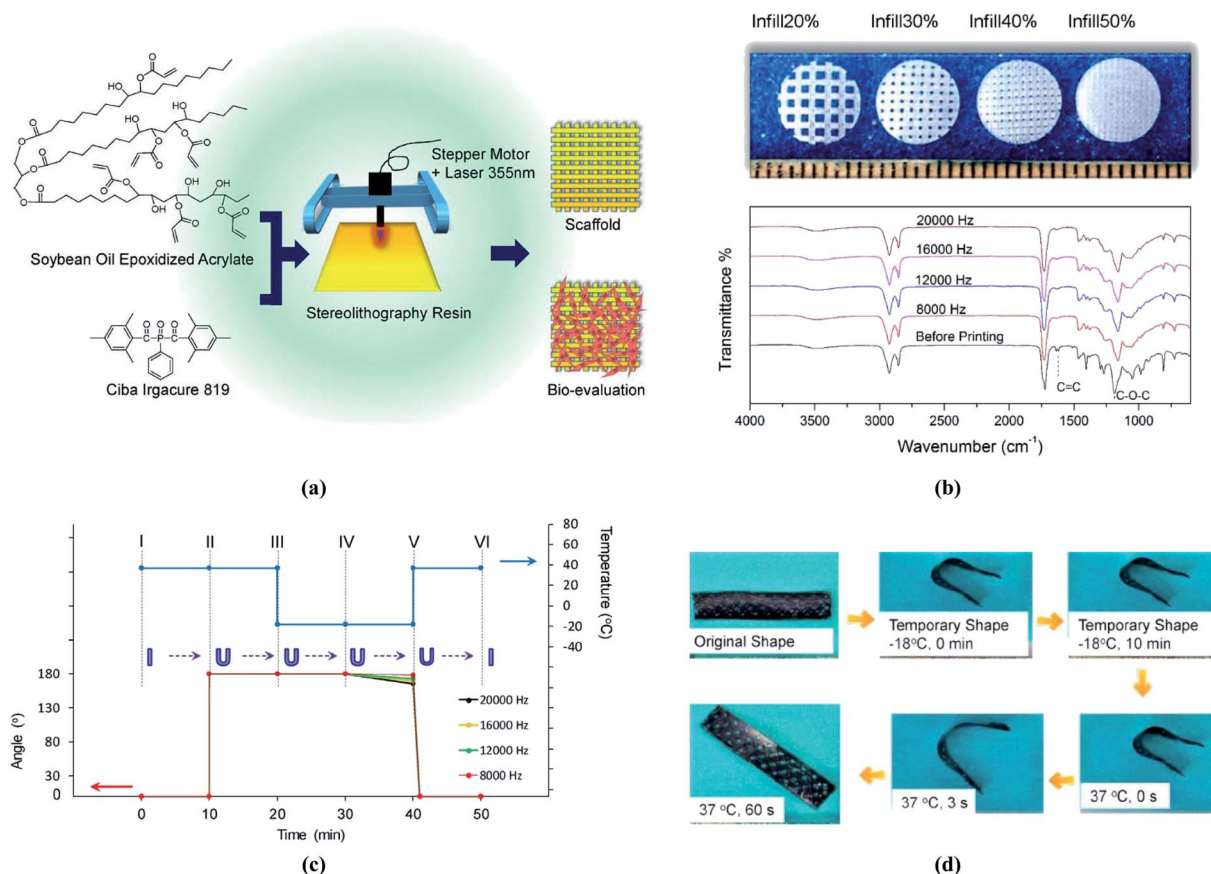 Stepper Motor
+ Laser 355nm
Soybean Oil Epoxidized Acrylate
Stereolithography Resin
Scaffold
Ciba Irgacure 819
Bio-evaluation
(a)
Infill20% Infill30% Infill40% Infill50%
Transmittance %
20000 Hz
16000 Hz
12000 Hz
8000 Hz
Before Printing
C=C
C-O-C
4000 3500 3000 2500 2000 1500 1000
Wavenumber (cm⁻¹)
(b)
I II III IV V VI
80
60
40
20
0
-20
-40
Temperature (°C)
I U U U U I
180
150
130
80
30
0
Angle (°)
20000 Hz
16000 Hz
12000 Hz
8000 Hz
0 10 20 30 40 50
Time (min)
(c)
Original Shape
Temporary Shape
-18°C, 0 min
Temporary Shape
-18°C, 10 min
37 °C, 60 s
37 °C, 3 s
37 °C, 0 s
(d)